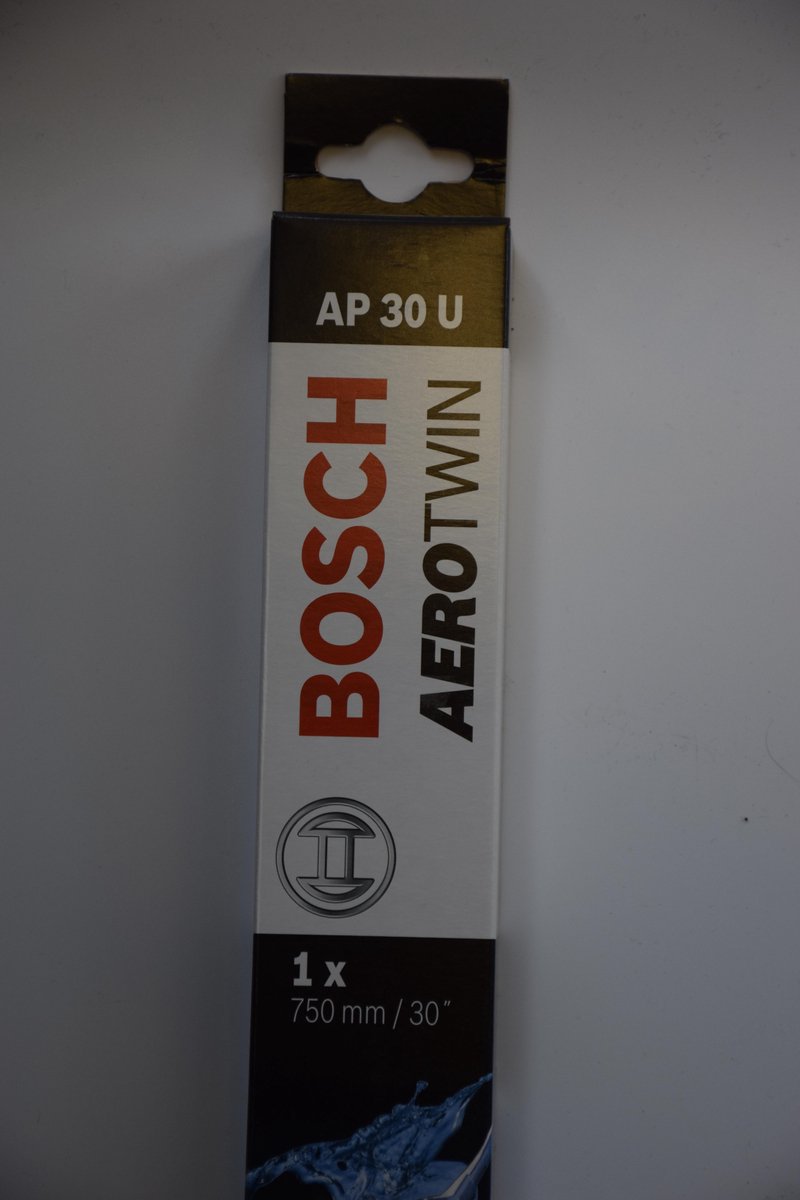 AP 30 U
BOSCH
AEROTWIN
1 x
750 mm / 30"